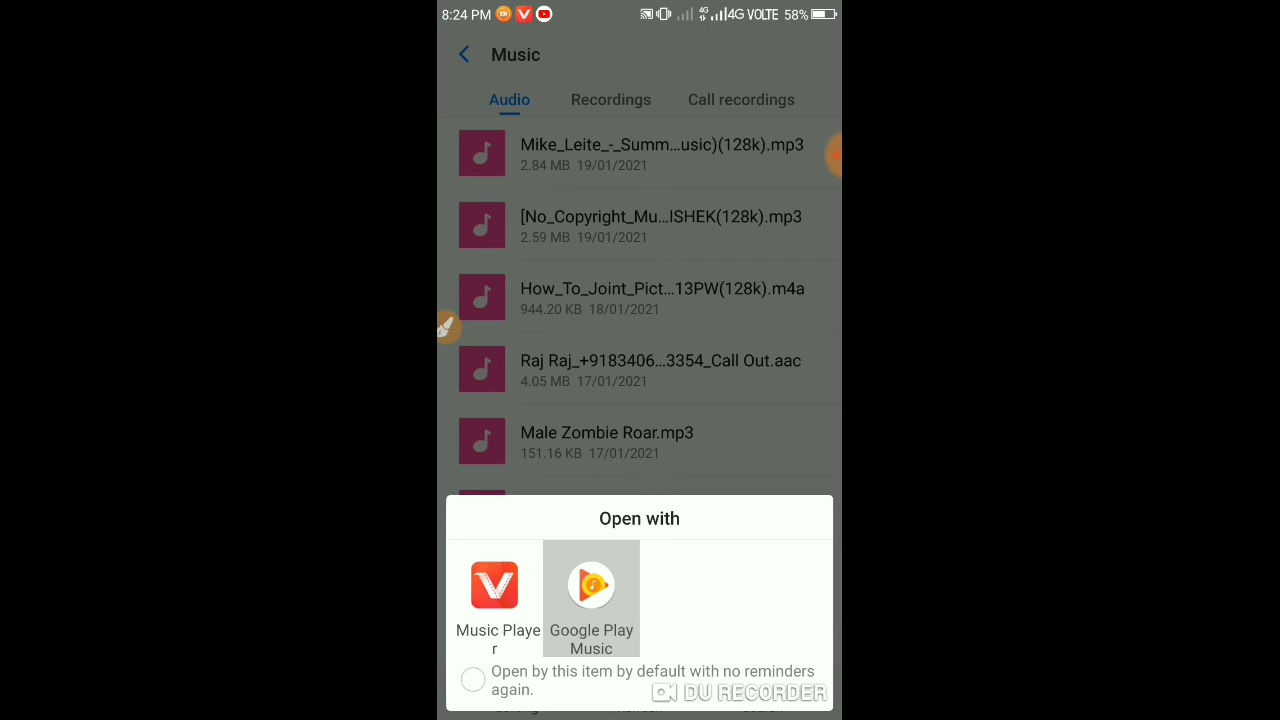 8:24 PM 4G 4G VOLTE 58%
Music
Audio Recordings Call recordings
Mike_Leite_-_Summ...usic)(128k).mp3
2.84 MB 19/01/2021
[No_Copyright_Mu...ISHEK(128k).mp3
2.59 MB 19/01/2021
How_To_Joint_Pict...13PW(128k).m4a
944.20 KB 18/01/2021
Raj Raj_+9183406...3354_Call Out.aac
4.05 MB 17/01/2021
Male Zombie Roar.mp3
151.16 KB 17/01/2021
Open with
Music Playe
r
Google Play
Music
Open by this item by default with no reminders
again.
DU RECORDER